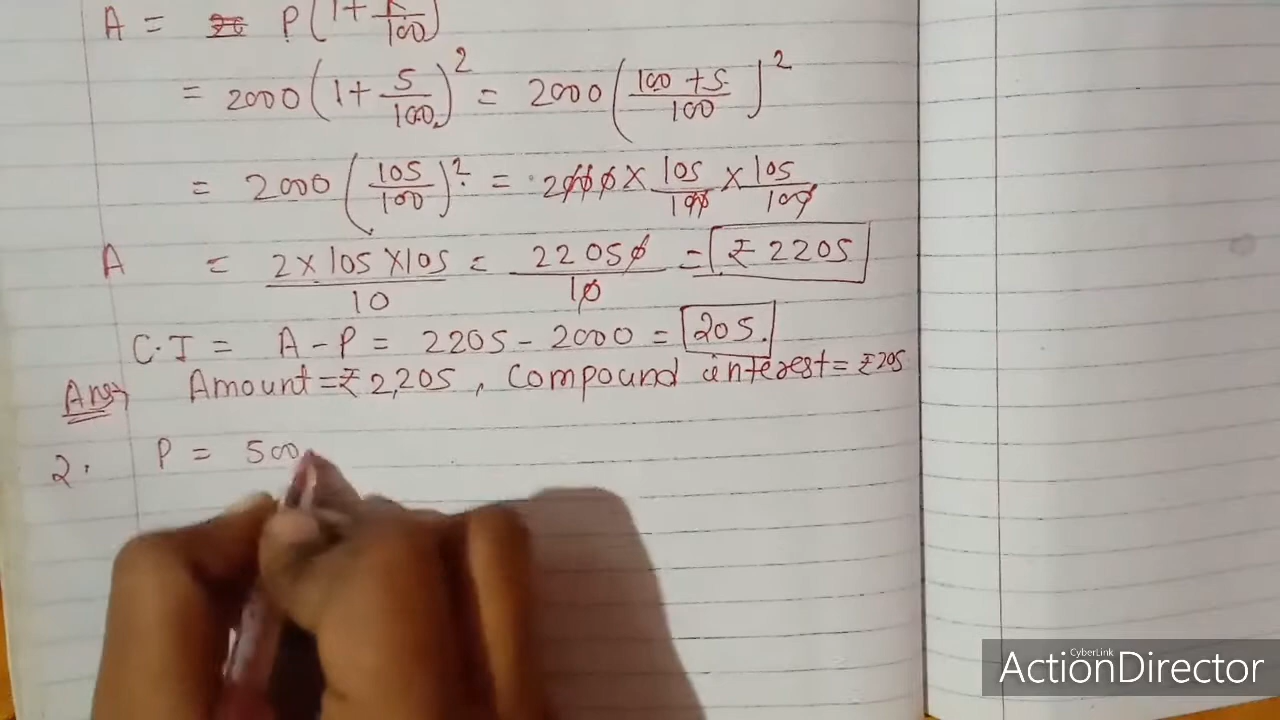 A = P(1+r/100)
= 2000(1+5/100)² = 2000(100+5/100)²
= 2000(105/100)² = 2000×105/100×105/100
A = 2×105×105/10 = 22050/10 = ₹2205
C.I = A-P = 2205-2000 = 205.
Ans Amount=₹2,205, Compound interest=₹205
2. P = 500
CyberLink
ActionDirector